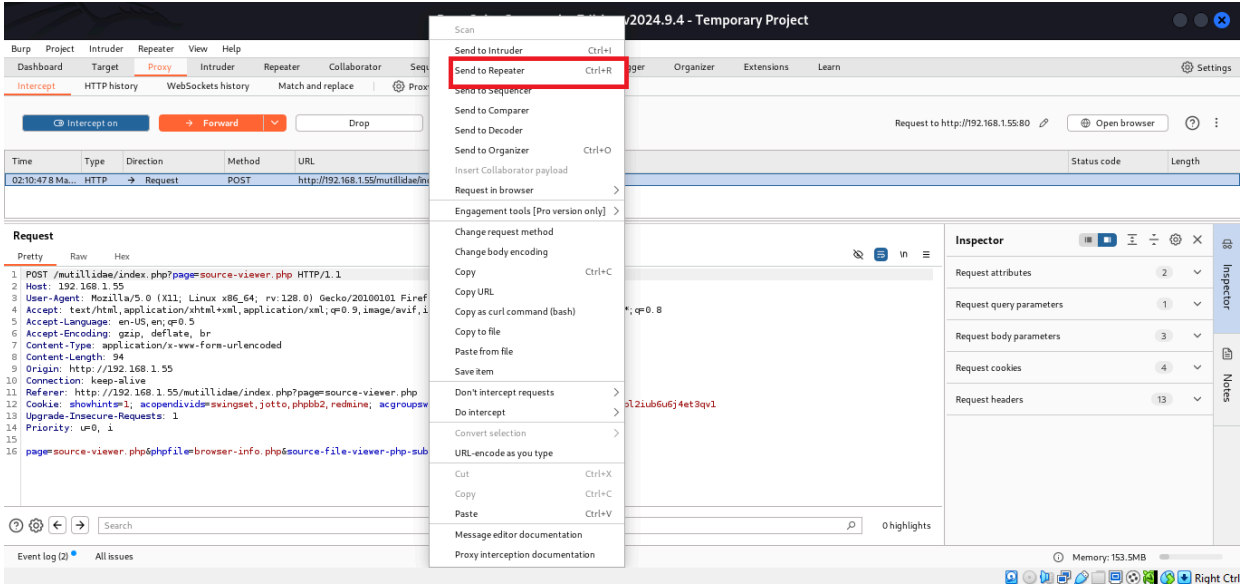 v2024.9.4 - Temporary Project
Burp Project Intruder Repeater View Help
Dashboard Target Proxy Intruder Repeater Collaborator Sequ Organizer Extensions Learn Settings
Intercept HTTP history WebSockets history Match and replace Prox
Intercept on Forward Drop Request to http://192.168.1.55:80 Open browser
Time Type Direction Method URL Status code Length
02:10:47 8 Ma... HTTP → Request POST http://192.168.1.55/mutillidae/in
Scan
Send to Intruder Ctrl+I
Send to Repeater Ctrl+R
Send to Sequencer
Send to Comparer
Send to Decoder
Send to Organizer Ctrl+O
Insert Collaborator payload
Request in browser
Engagement tools [Pro version only]
Change request method
Change body encoding
Copy Ctrl+C
Copy URL
Copy as curl command (bash)
Copy to file
Paste from file
Save item
Don't intercept requests
Do intercept
Convert selection
URL-encode as you type
Cut Ctrl+X
Copy Ctrl+C
Paste Ctrl+V
Message editor documentation
Proxy interception documentation
Request
Pretty Raw Hex \n
1 POST /mutillidae/index.php?page=source-viewer.php HTTP/1.1
2 Host: 192.168.1.55
3 User-Agent: Mozilla/5.0 (X11; Linux x86_64; rv:128.0) Gecko/20100101 Firef
4 Accept: text/html,application/xhtml+xml,application/xml;q=0.9,image/avif,i *;q=0.8
5 Accept-Language: en-US,en;q=0.5
6 Accept-Encoding: gzip, deflate, br
7 Content-Type: application/x-www-form-urlencoded
8 Content-Length: 94
9 Origin: http://192.168.1.55
10 Connection: keep-alive
11 Referer: http://192.168.1.55/mutillidae/index.php?page=source-viewer.php
12 Cookie: showhints=1; acopendivids=swingset,jotto,phpbb2,redmine; acgroupsw ol2iub6u6j4et3qv1
13 Upgrade-Insecure-Requests: 1
14 Priority: u=0, i
15
16 page=source-viewer.php&phpfile=browser-info.php&source-file-viewer-php-sub
Inspector
Request attributes 2
Request query parameters 1
Request body parameters 3
Request cookies 4
Request headers 13
Inspector
Notes
Search 0 highlights
Event log (2) All issues Memory: 153.5MB
Right Ctrl